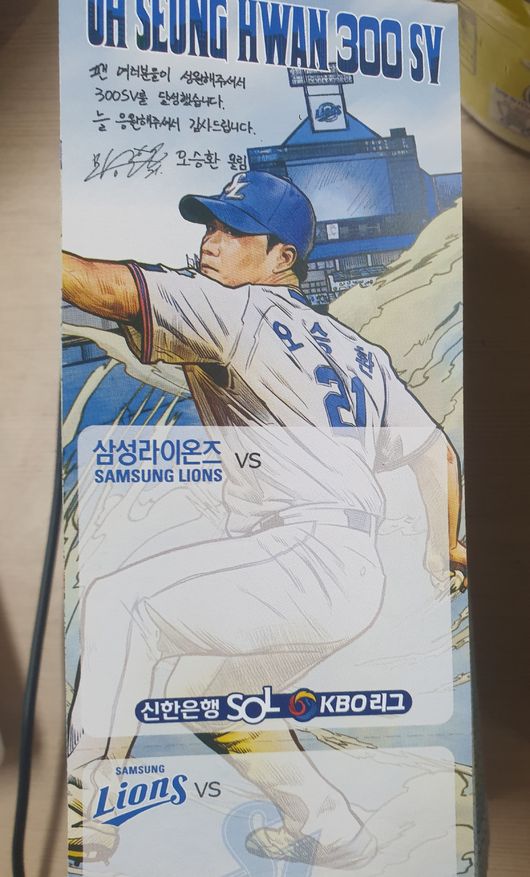 OH SEUNG HWAN 300 SV
팬 여러분들이 성원해주셔서
300SV를 달성했습니다.
늘 응원해주셔서 감사드립니다.
오승환 올림
Lions
오승환
21
삼성라이온즈 VS
SAMSUNG LIONS
신한은행 SOL KBO 리그
SAMSUNG
Lions VS